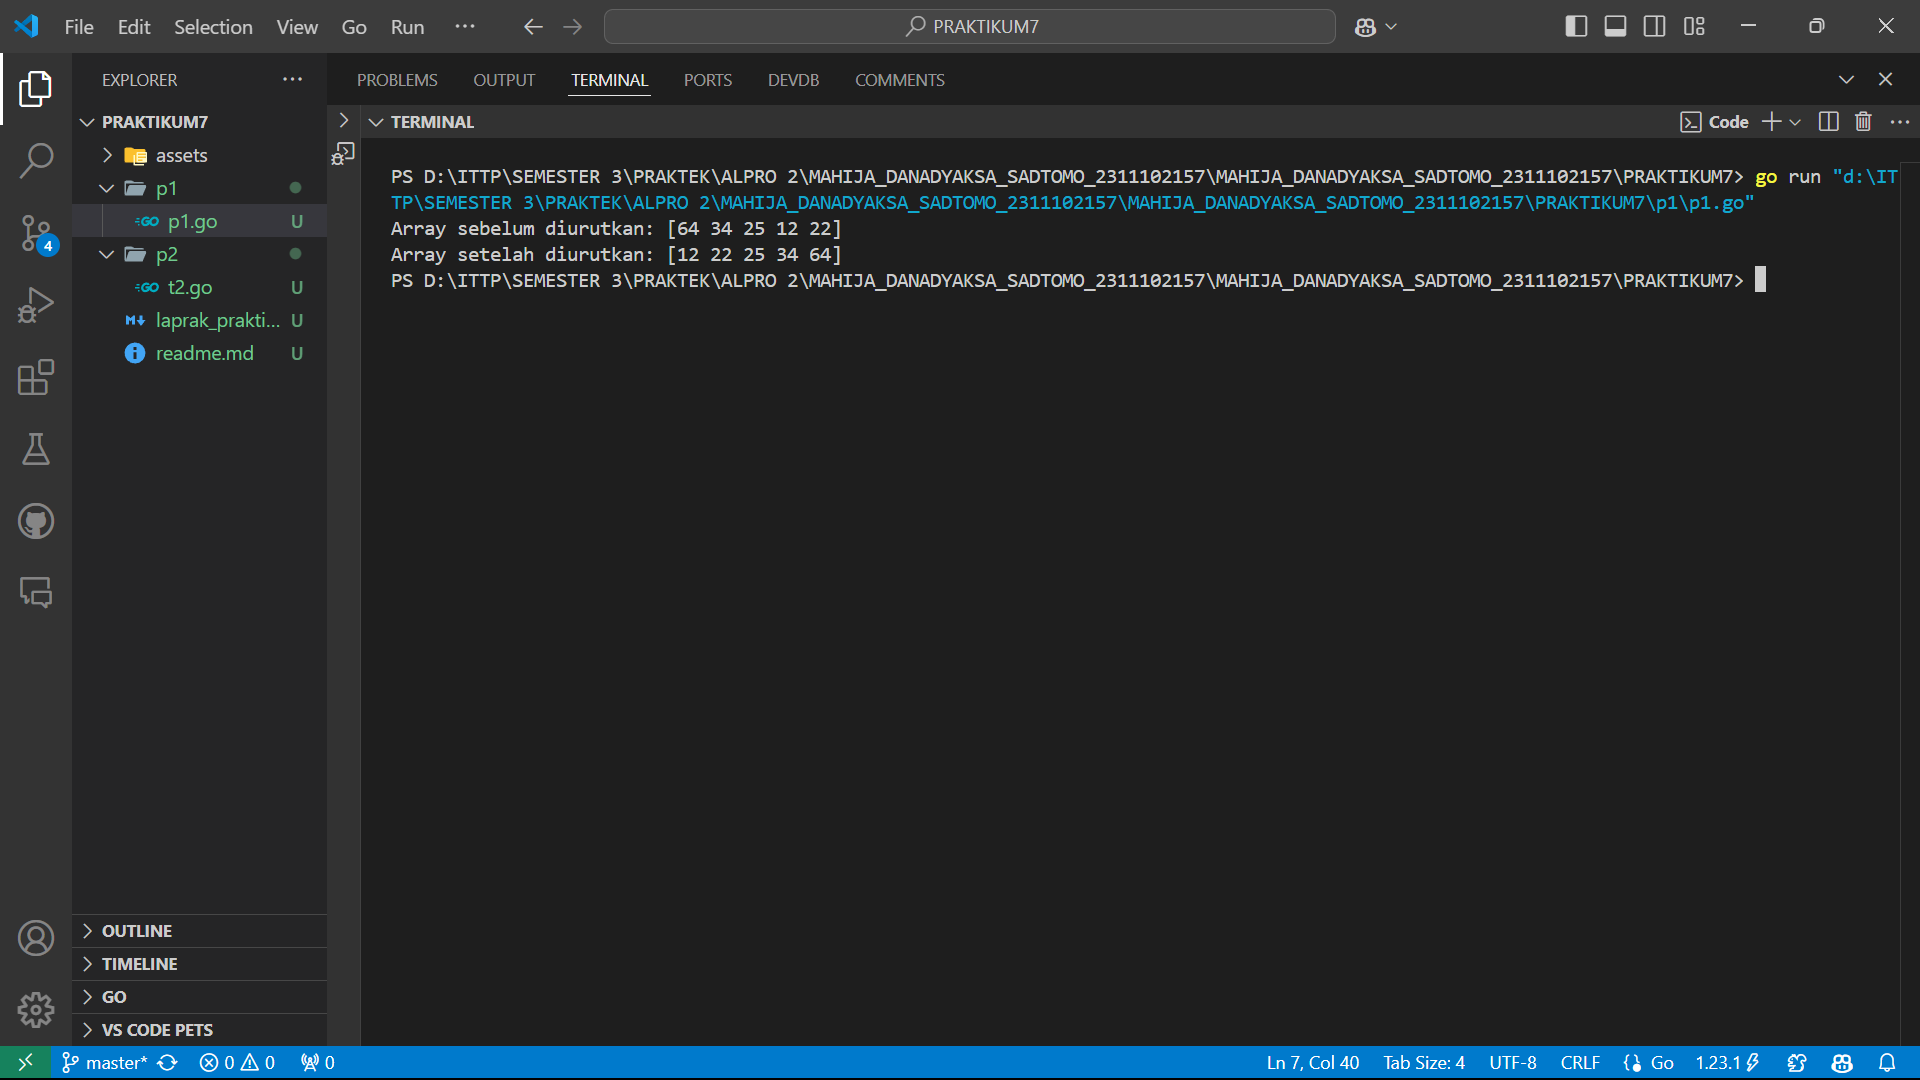 File Edit Selection View Go Run ··· PRAKTIKUM7
EXPLORER ···
PROBLEMS OUTPUT TERMINAL PORTS DEVDB COMMENTS
PRAKTIKUM7
assets
p1
GO p1.go U
p2
GO t2.go U
M↓ laprak_prakti... U
readme.md U
4
TERMINAL
Code
PS D:\ITTP\SEMESTER 3\PRAKTEK\ALPRO 2\MAHIJA_DANADYAKSA_SADTOMO_2311102157\MAHIJA_DANADYAKSA_SADTOMO_2311102157\PRAKTIKUM7> go run "d:\IT
TP\SEMESTER 3\PRAKTEK\ALPRO 2\MAHIJA_DANADYAKSA_SADTOMO_2311102157\MAHIJA_DANADYAKSA_SADTOMO_2311102157\PRAKTIKUM7\p1\p1.go"
Array sebelum diurutkan: [64 34 25 12 22]
Array setelah diurutkan: [12 22 25 34 64]
PS D:\ITTP\SEMESTER 3\PRAKTEK\ALPRO 2\MAHIJA_DANADYAKSA_SADTOMO_2311102157\MAHIJA_DANADYAKSA_SADTOMO_2311102157\PRAKTIKUM7>
OUTLINE
TIMELINE
GO
VS CODE PETS
master* 0 0 0 Ln 7, Col 40 Tab Size: 4 UTF-8 CRLF {} Go 1.23.1